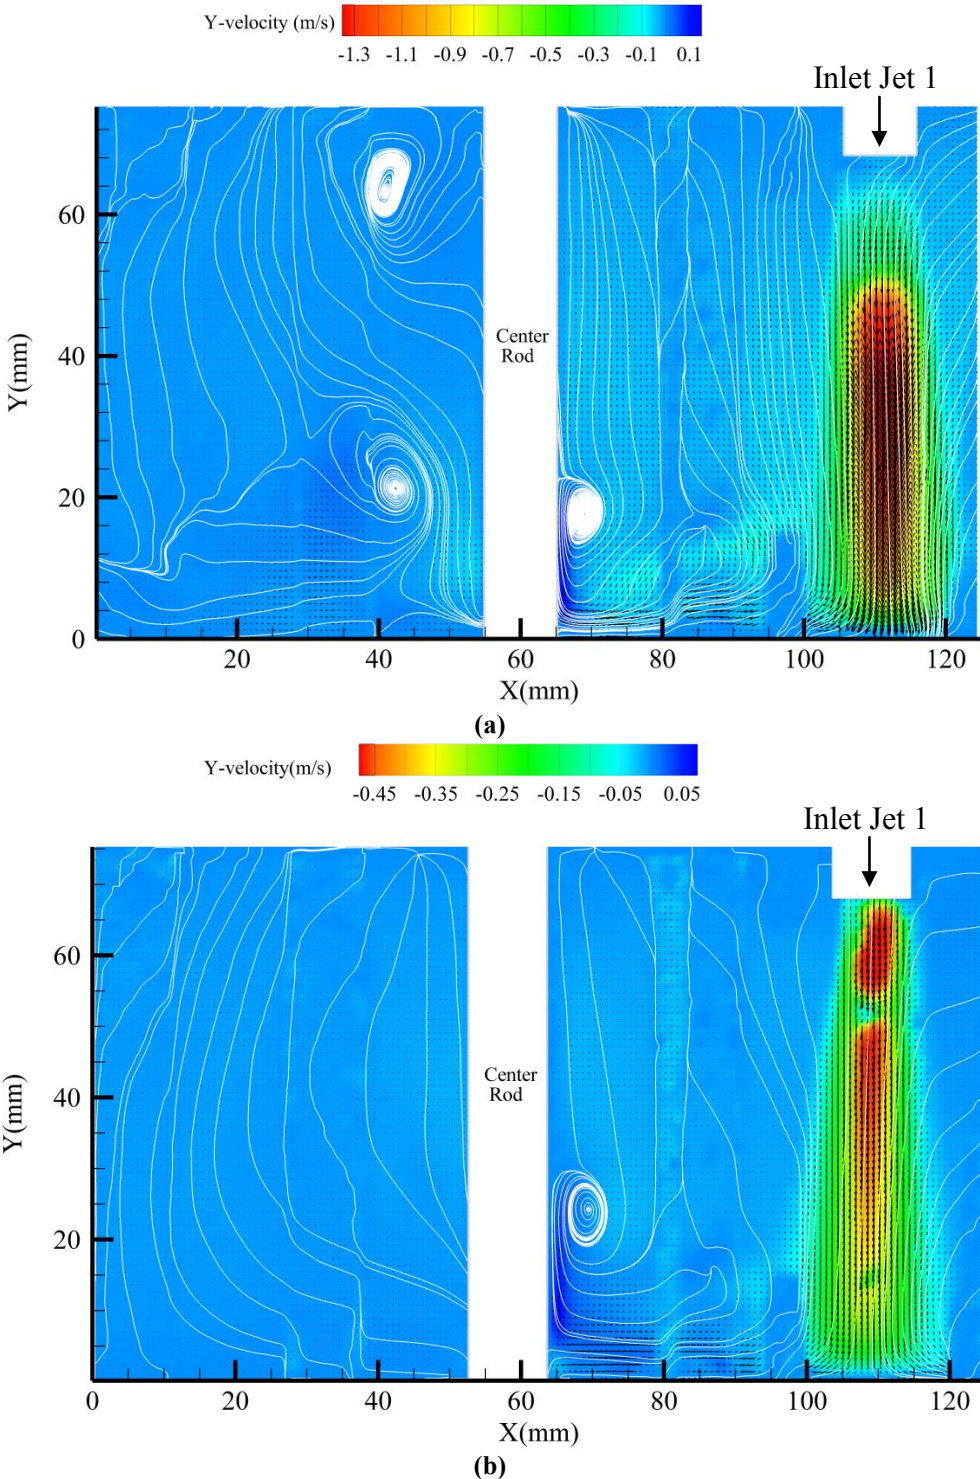 Y-velocity (m/s)
-1.3 -1.1 -0.9 -0.7 -0.5 -0.3 -0.1 0.1
Inlet Jet 1
60
40
20
0
Y(mm)
Center
Rod
20 40 60 80 100 120
X(mm)
(a)
Y-velocity(m/s)
-0.45 -0.35 -0.25 -0.15 -0.05 0.05
Inlet Jet 1
60
40
20
Y(mm)
Center
Rod
0 20 40 60 80 100 120
X(mm)
(b)